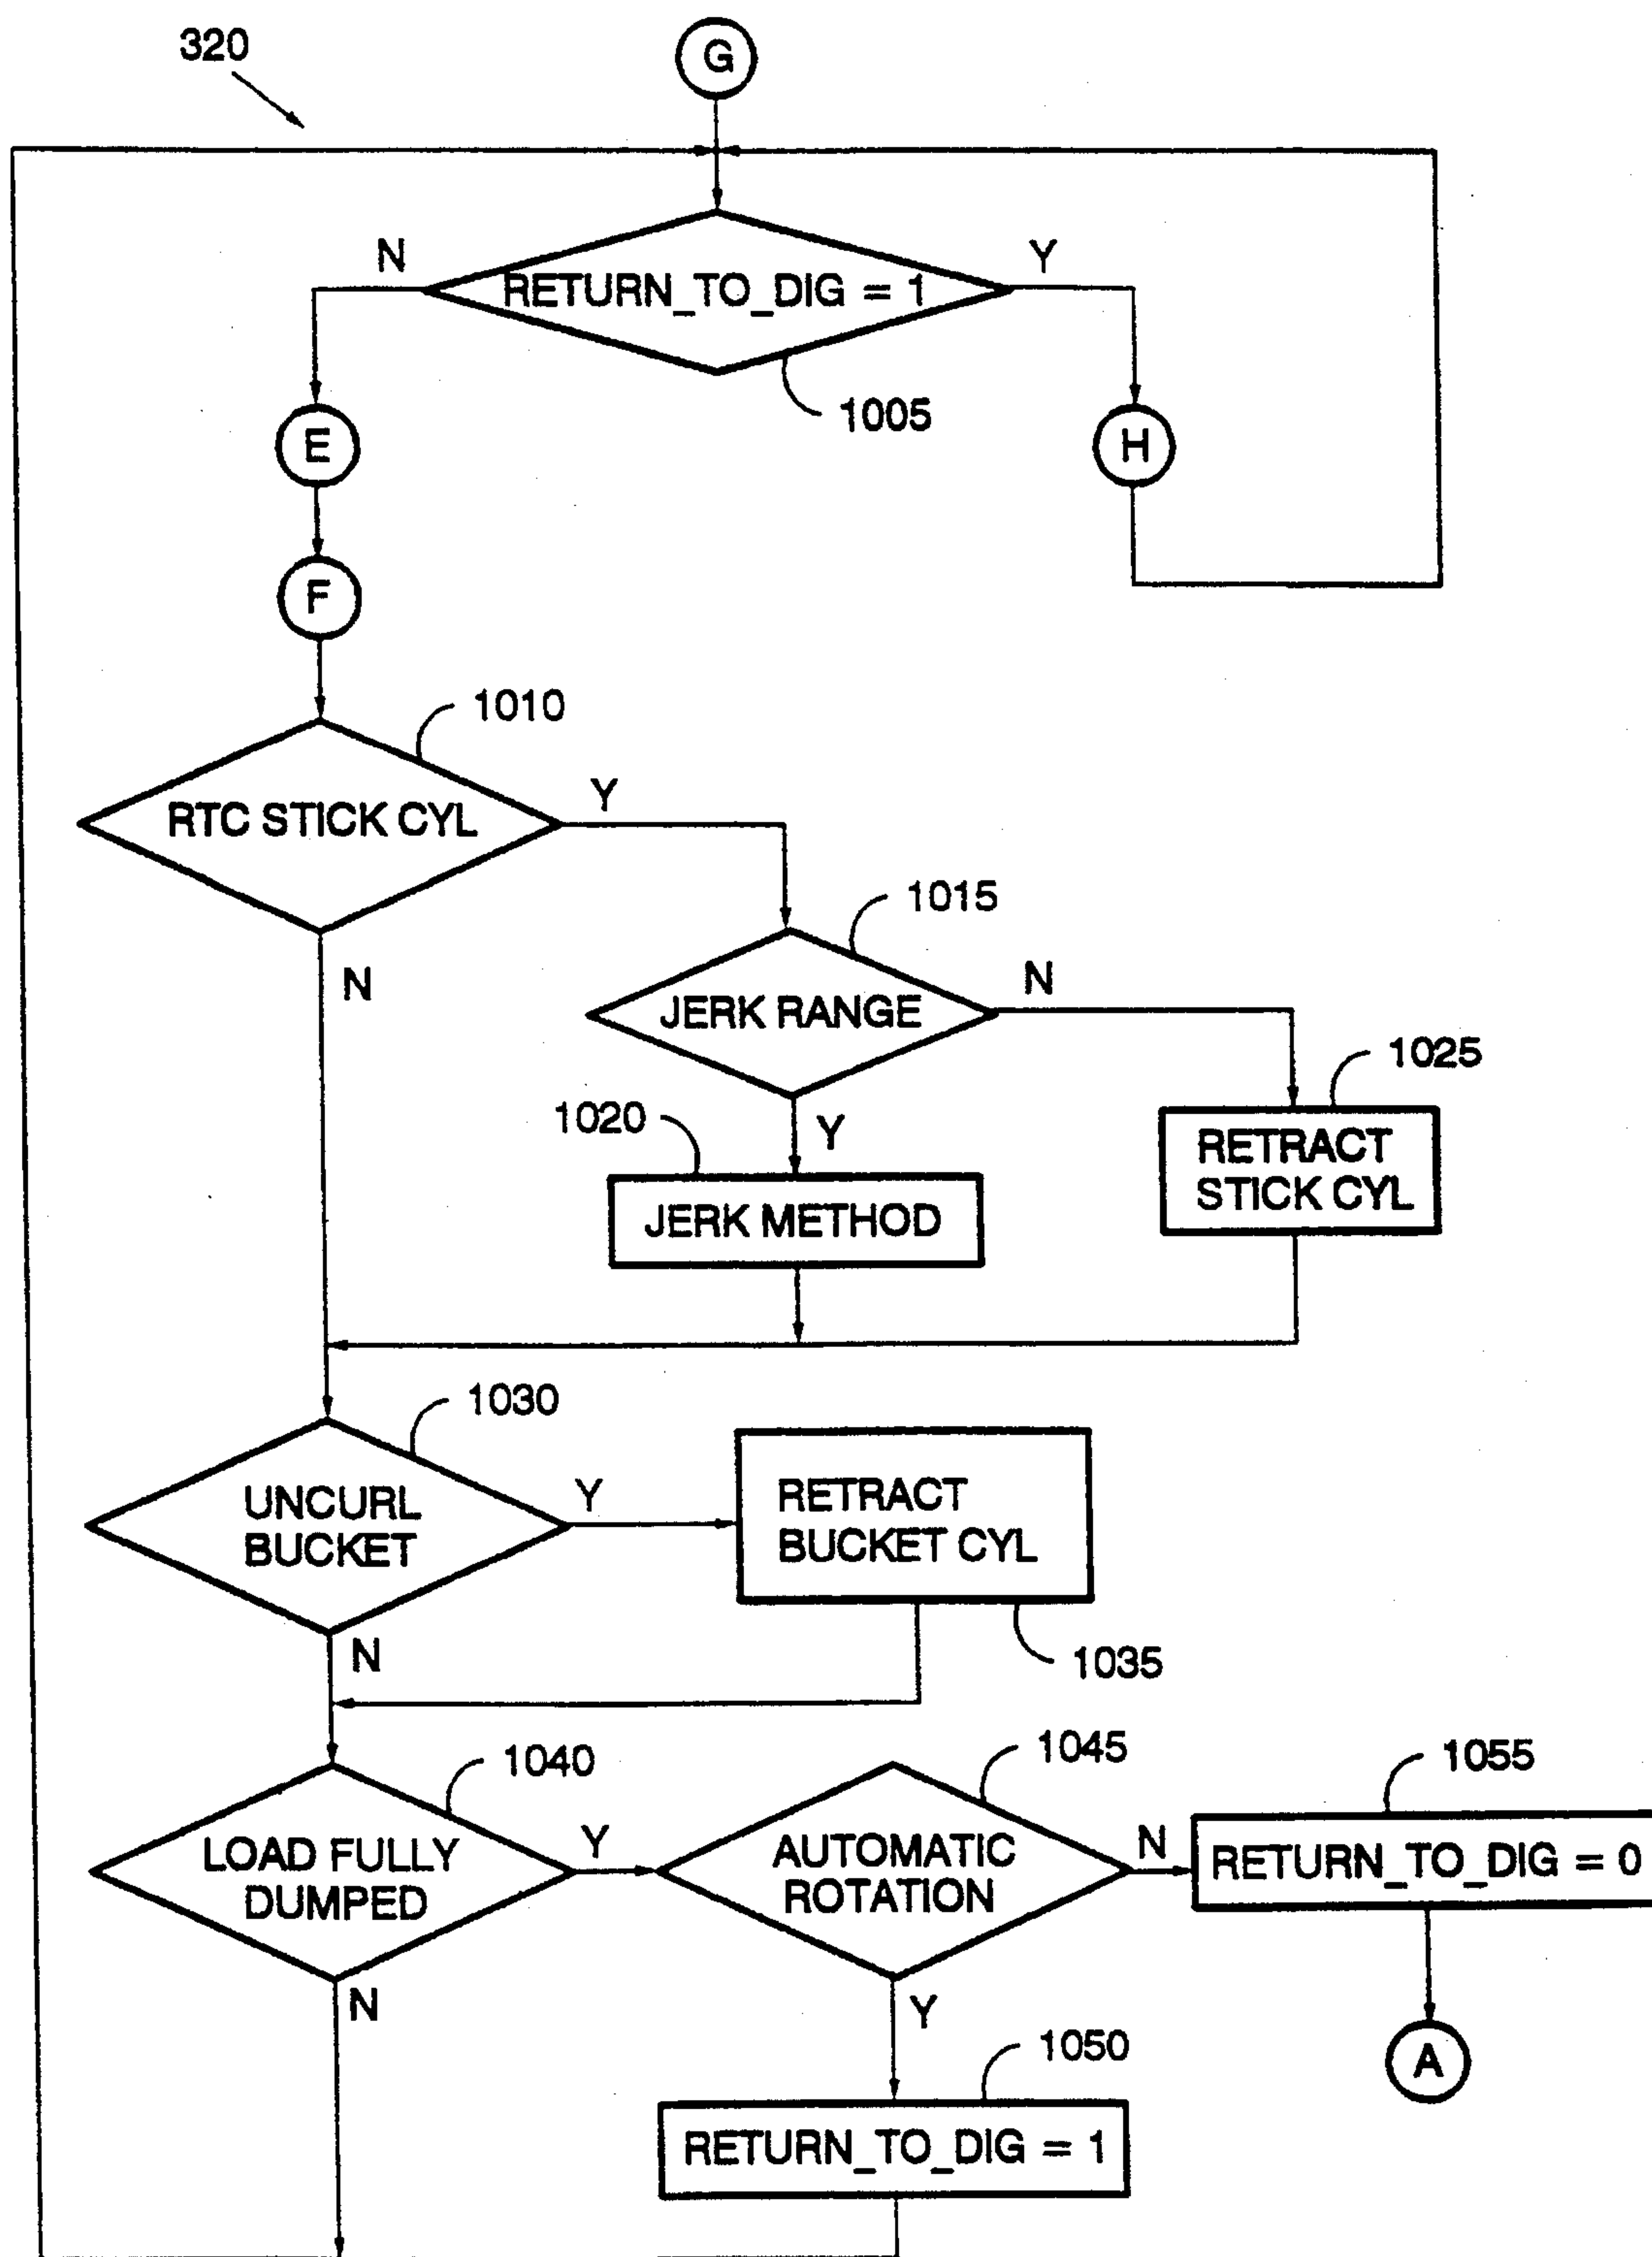 320
G
N
RETURN_TO_DIG = 1
Y
1005
E
H
F
1010
RTC STICK CYL
Y
N
1015
JERK RANGE
N
1025
RETRACT
STICK CYL
1020
Y
JERK METHOD
1030
UNCURL
BUCKET
Y
RETRACT
BUCKET CYL
N
1035
1040
LOAD FULLY
DUMPED
Y
1045
AUTOMATIC
ROTATION
N
1055
RETURN_TO_DIG = 0
N
Y
A
1050
RETURN_TO_DIG = 1